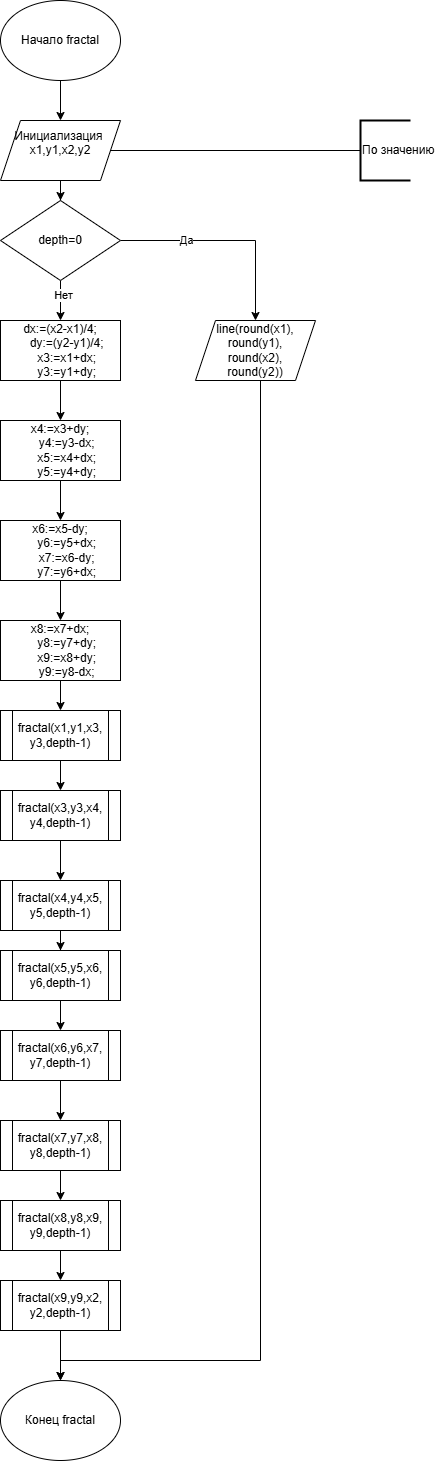 Начало fractal
Инициализация
x1,y1,x2,y2
По значению
depth=0
Да
Нет
dx:=(x2-x1)/4;
dy:=(y2-y1)/4;
x3:=x1+dx;
y3:=y1+dy;
line(round(x1),
round(y1),
round(x2),
round(y2))
x4:=x3+dy;
y4:=y3-dx;
x5:=x4+dx;
y5:=y4+dy;
x6:=x5-dy;
y6:=y5+dx;
x7:=x6-dy;
y7:=y6+dx;
x8:=x7+dx;
y8:=y7+dy;
x9:=x8+dy;
y9:=y8-dx;
fractal(x1,y1,x3,
y3,depth-1)
fractal(x3,y3,x4,
y4,depth-1)
fractal(x4,y4,x5,
y5,depth-1)
fractal(x5,y5,x6,
y6,depth-1)
fractal(x6,y6,x7,
y7,depth-1)
fractal(x7,y7,x8,
y8,depth-1)
fractal(x8,y8,x9,
y9,depth-1)
fractal(x9,y9,x2,
y2,depth-1)
Конец fractal